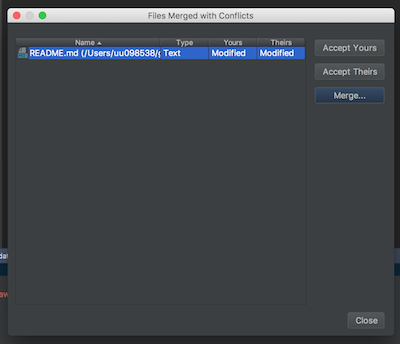 Files Merged with Conflicts
Name Type Yours Theirs
README.md (/Users/uu098538/g Text Modified Modified
Accept Yours
Accept Theirs
Merge...
Close